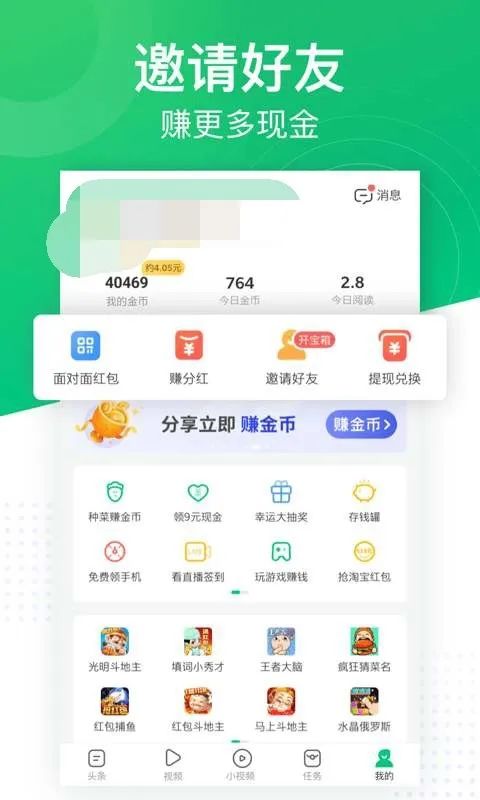 邀请好友
赚更多现金
消息
约4.05元
40469
764
2.8
我的金币
今日金币
今日阅读
开宝箱
面对面红包
赚分红
邀请好友
提现兑换
分享立即 赚金币
赚金币
种菜赚金币
领9元现金
幸运大抽奖
存钱罐
免费领手机
看直播签到
玩游戏赚钱
抢淘宝红包
光明斗地主
填词小秀才
王者大脑
疯狂猜菜名
红包捕鱼
红包斗地主
马上斗地主
水晶俄罗斯
头条
视频
小视频
任务
我的